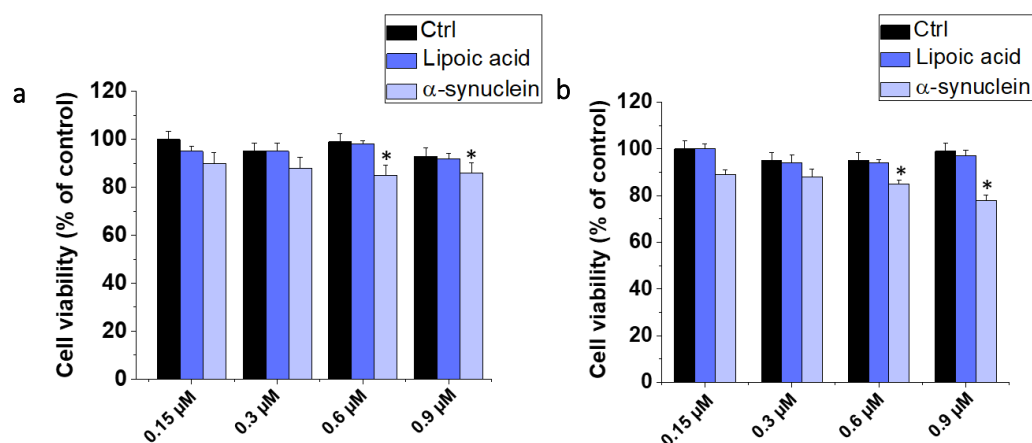 a
Ctrl
Lipoic acid
α-synuclein
Cell viability (% of control)
120
100
80
60
40
20
0
*
*
0.15 µM
0.3 µM
0.6 µM
0.9 µM
b
Ctrl
Lipoic acid
α-synuclein
Cell viability (% of control)
120
100
80
60
40
20
0
*
*
0.15 µM
0.3 µM
0.6 µM
0.9 µM